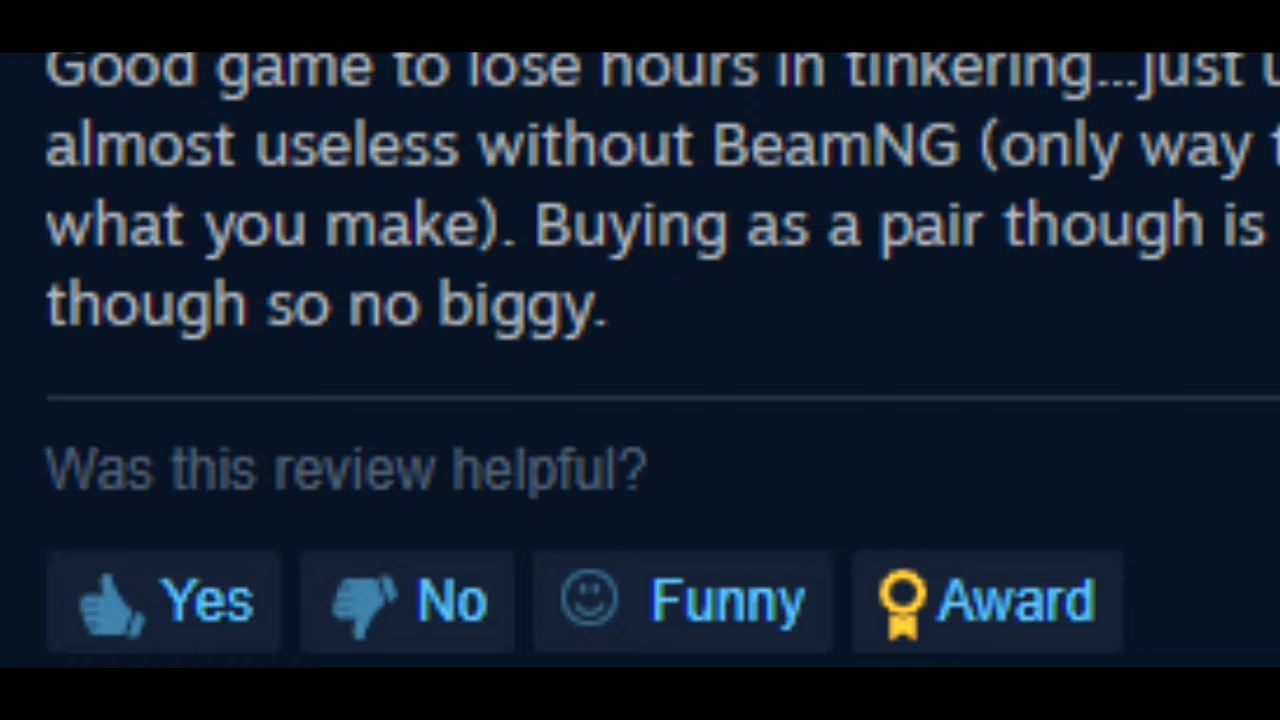 Good game to lose hours in tinkering...just
almost useless without BeamNG (only way
what you make). Buying as a pair though is
though so no biggy.
Was this review helpful?
Yes No Funny Award